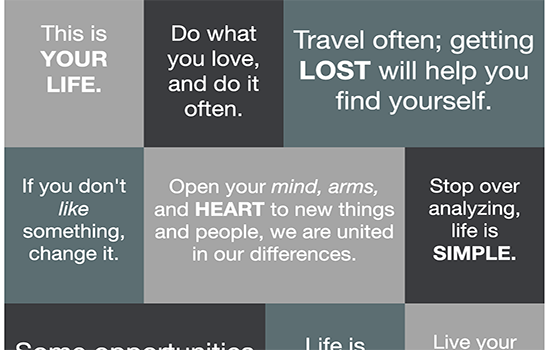 This is
YOUR
LIFE.
Do what
you love,
and do it
often.
Travel often; getting
LOST will help you
find yourself.
If you don't
like
something,
change it.
Open your mind, arms,
and HEART to new things
and people, we are united
in our differences.
Stop over
analyzing,
life is
SIMPLE.
Some opportunities
Life is
Live your